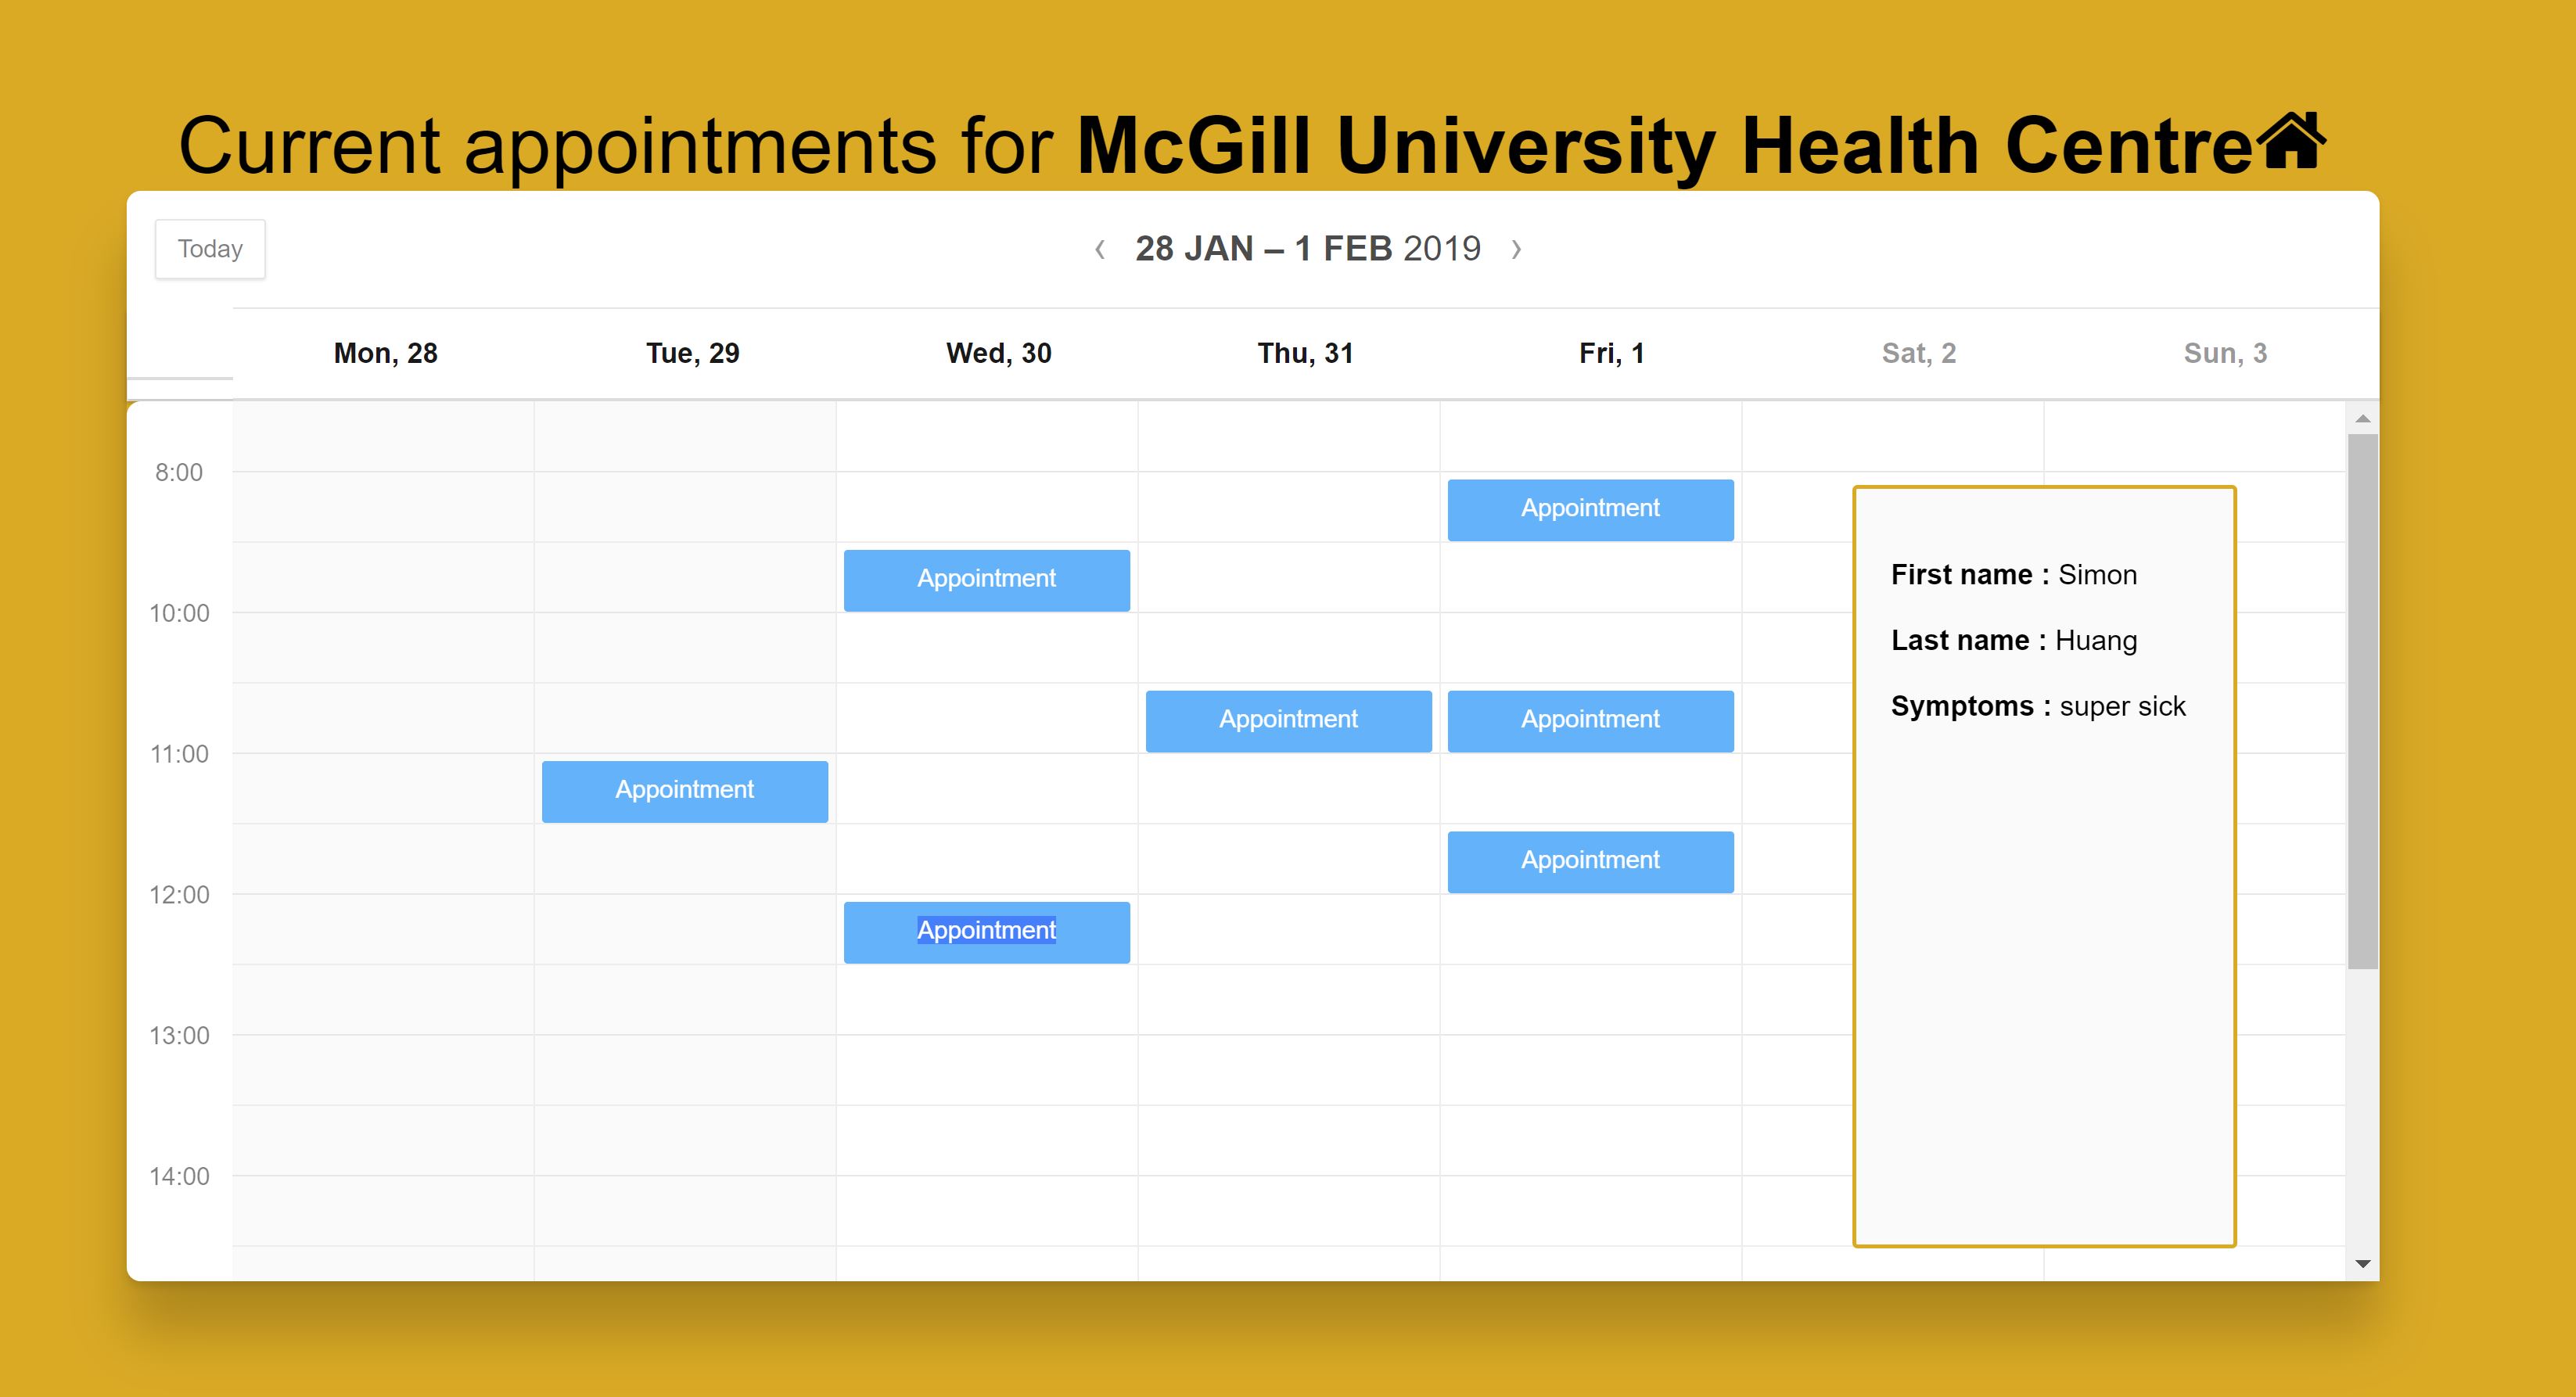 Current appointments for McGill University Health Centre
Today
‹ 28 JAN – 1 FEB 2019 ›
Mon, 28 Tue, 29 Wed, 30 Thu, 31 Fri, 1 Sat, 2 Sun, 3
8:00
Appointment
First name : Simon
Appointment
10:00
Last name : Huang
Symptoms : super sick
Appointment Appointment
11:00
Appointment
Appointment
12:00
Appointment
13:00
14:00